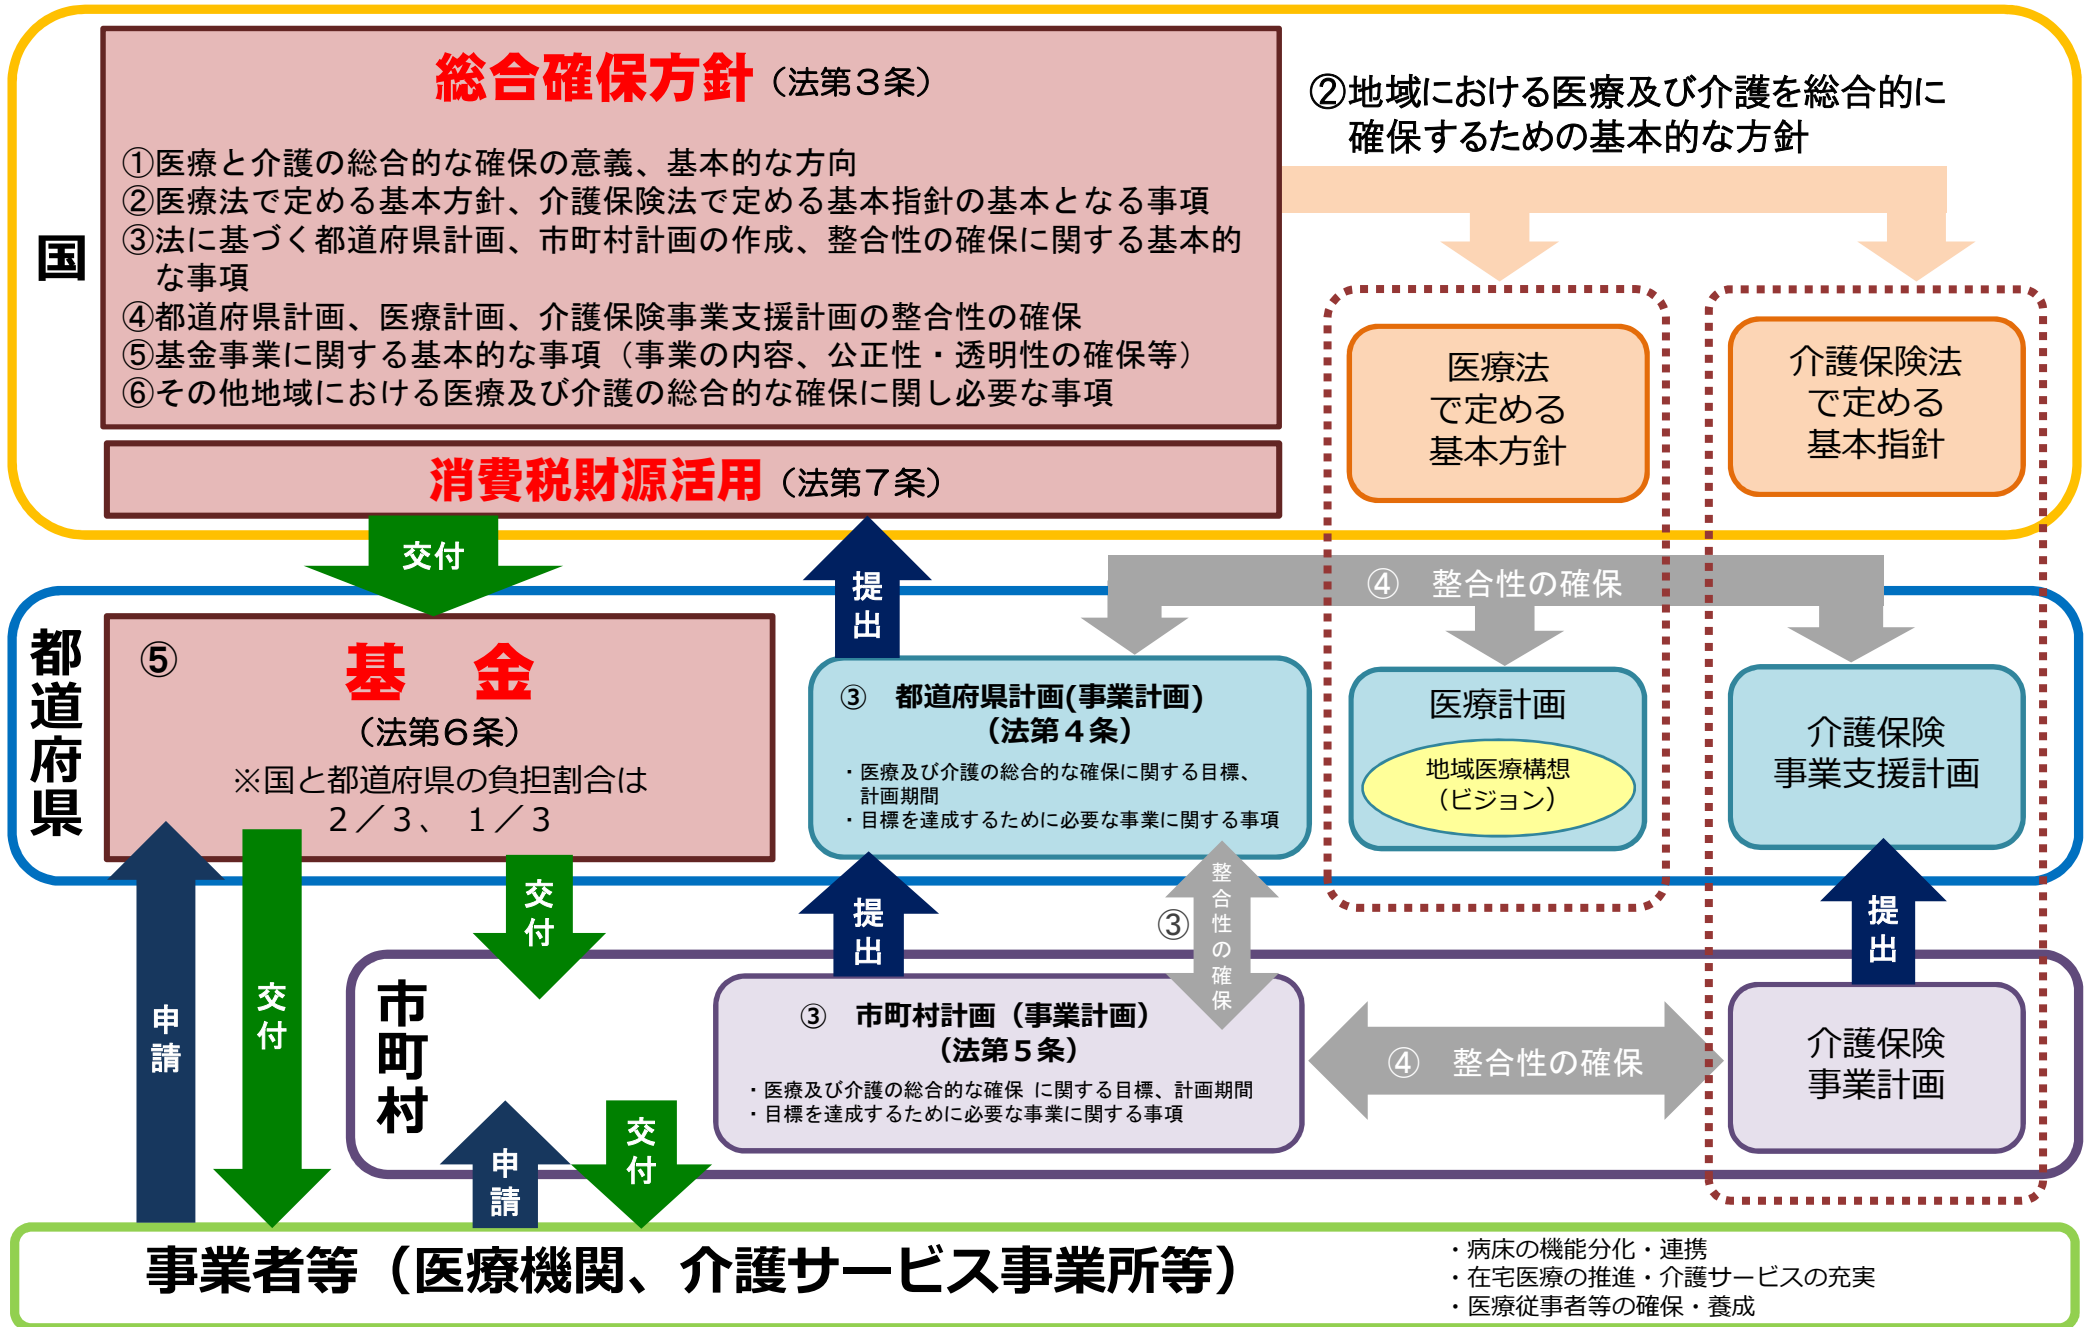 国
総合確保方針（法第３条）
①医療と介護の総合的な確保の意義、基本的な方向
②医療法で定める基本方針、介護保険法で定める基本指針の基本となる事項
③法に基づく都道府県計画、市町村計画の作成、整合性の確保に関する基本的
な事項
④都道府県計画、医療計画、介護保険事業支援計画の整合性の確保
⑤基金事業に関する基本的な事項（事業の内容、公正性・透明性の確保等）
⑥その他地域における医療及び介護の総合的な確保に関し必要な事項
消費税財源活用（法第７条）
②地域における医療及び介護を総合的に
確保するための基本的な方針
医療法
で定める
基本方針
介護保険法
で定める
基本指針
交付
提出
④　整合性の確保
都道府県
⑤
基　金
（法第６条）
※国と都道府県の負担割合は
２／３、１／３
③　都道府県計画(事業計画)
（法第４条）
・医療及び介護の総合的な確保に関する目標、
計画期間
・目標を達成するために必要な事業に関する事項
医療計画
地域医療構想
（ビジョン）
介護保険
事業支援計画
申請
交付
交付
提出
③
整合性の確保
提出
市町村
③　市町村計画（事業計画）
（法第５条）
・医療及び介護の総合的な確保 に関する目標、計画期間
・目標を達成するために必要な事業に関する事項
④　整合性の確保
介護保険
事業計画
申請
交付
事業者等（医療機関、介護サービス事業所等）
・病床の機能分化・連携
・在宅医療の推進・介護サービスの充実
・医療従事者等の確保・養成